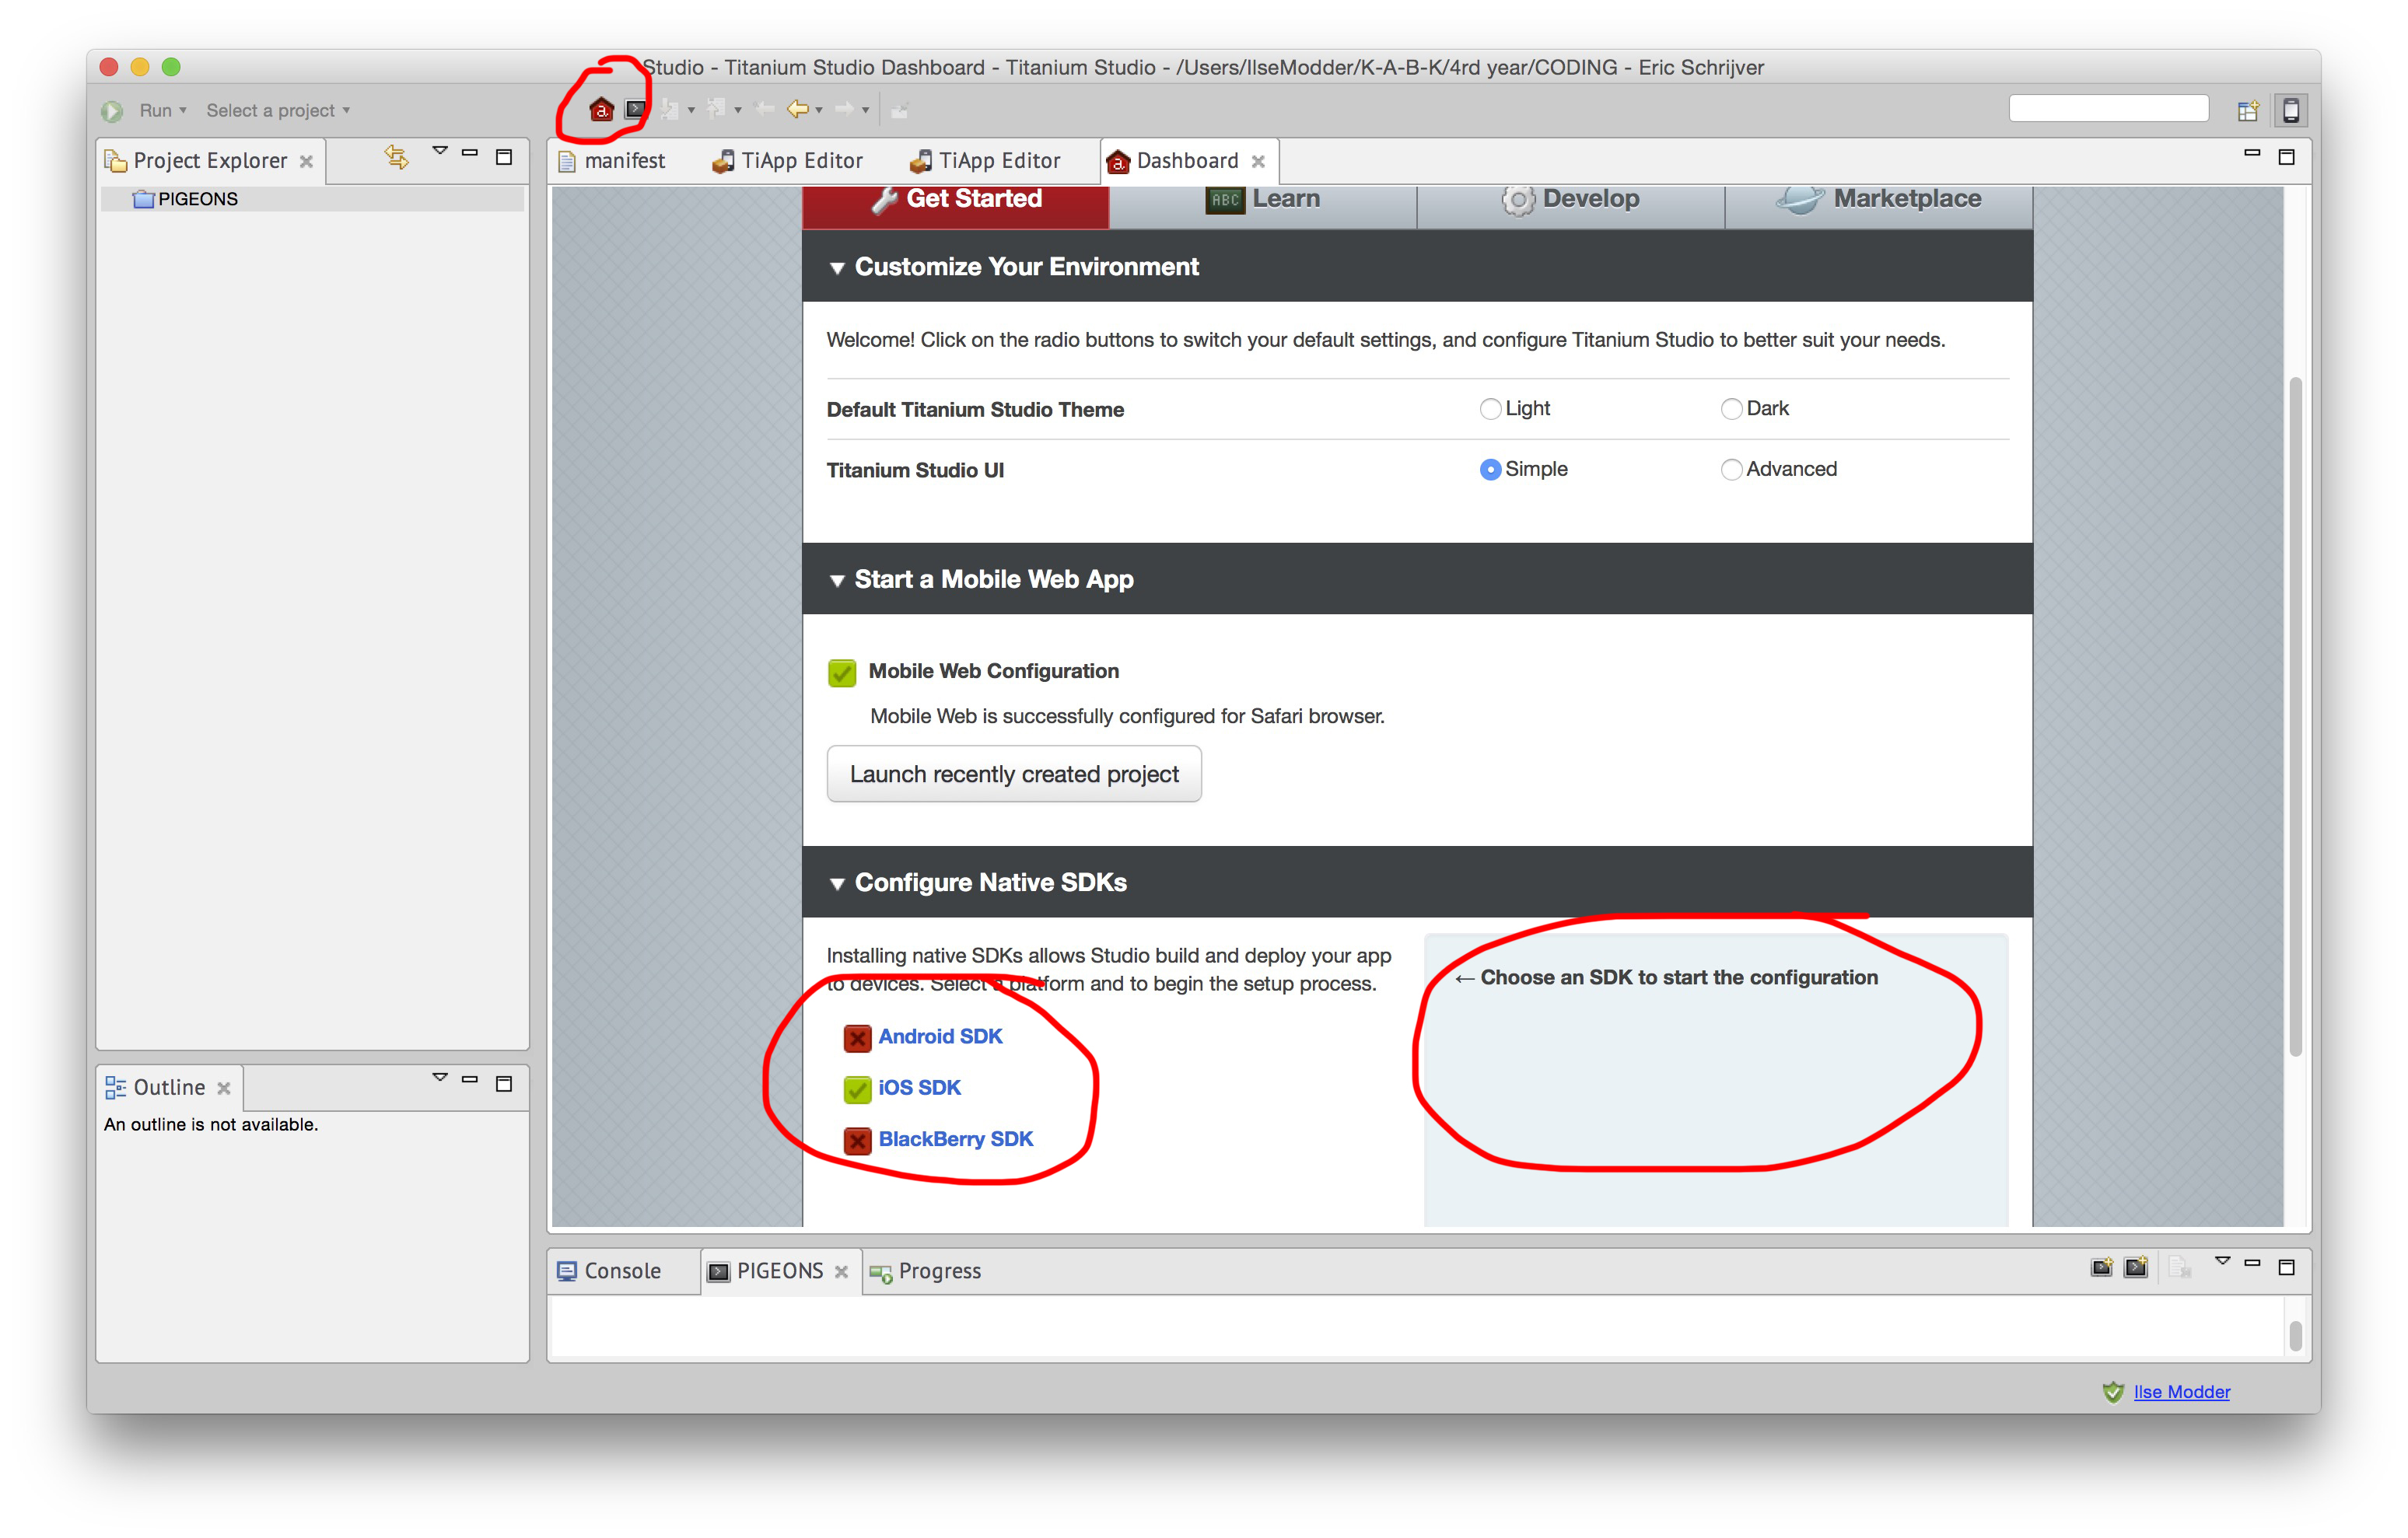 Studio - Titanium Studio Dashboard - Titanium Studio - /Users/IlseModder/K-A-B-K/4rd year/CODING - Eric Schrijver
Run Select a project
Project Explorer
PIGEONS
manifest TiApp Editor TiApp Editor Dashboard
Get Started ABC Learn Develop Marketplace
Customize Your Environment
Welcome! Click on the radio buttons to switch your default settings, and configure Titanium Studio to better suit your needs.
Default Titanium Studio Theme Light Dark
Titanium Studio UI Simple Advanced
Start a Mobile Web App
Mobile Web Configuration
Mobile Web is successfully configured for Safari browser.
Launch recently created project
Configure Native SDKs
Installing native SDKs allows Studio build and deploy your app
to devices. Select a platform and to begin the setup process.
←Choose an SDK to start the configuration
Android SDK
iOS SDK
BlackBerry SDK
Outline
An outline is not available.
Console PIGEONS Progress
Ilse Modder